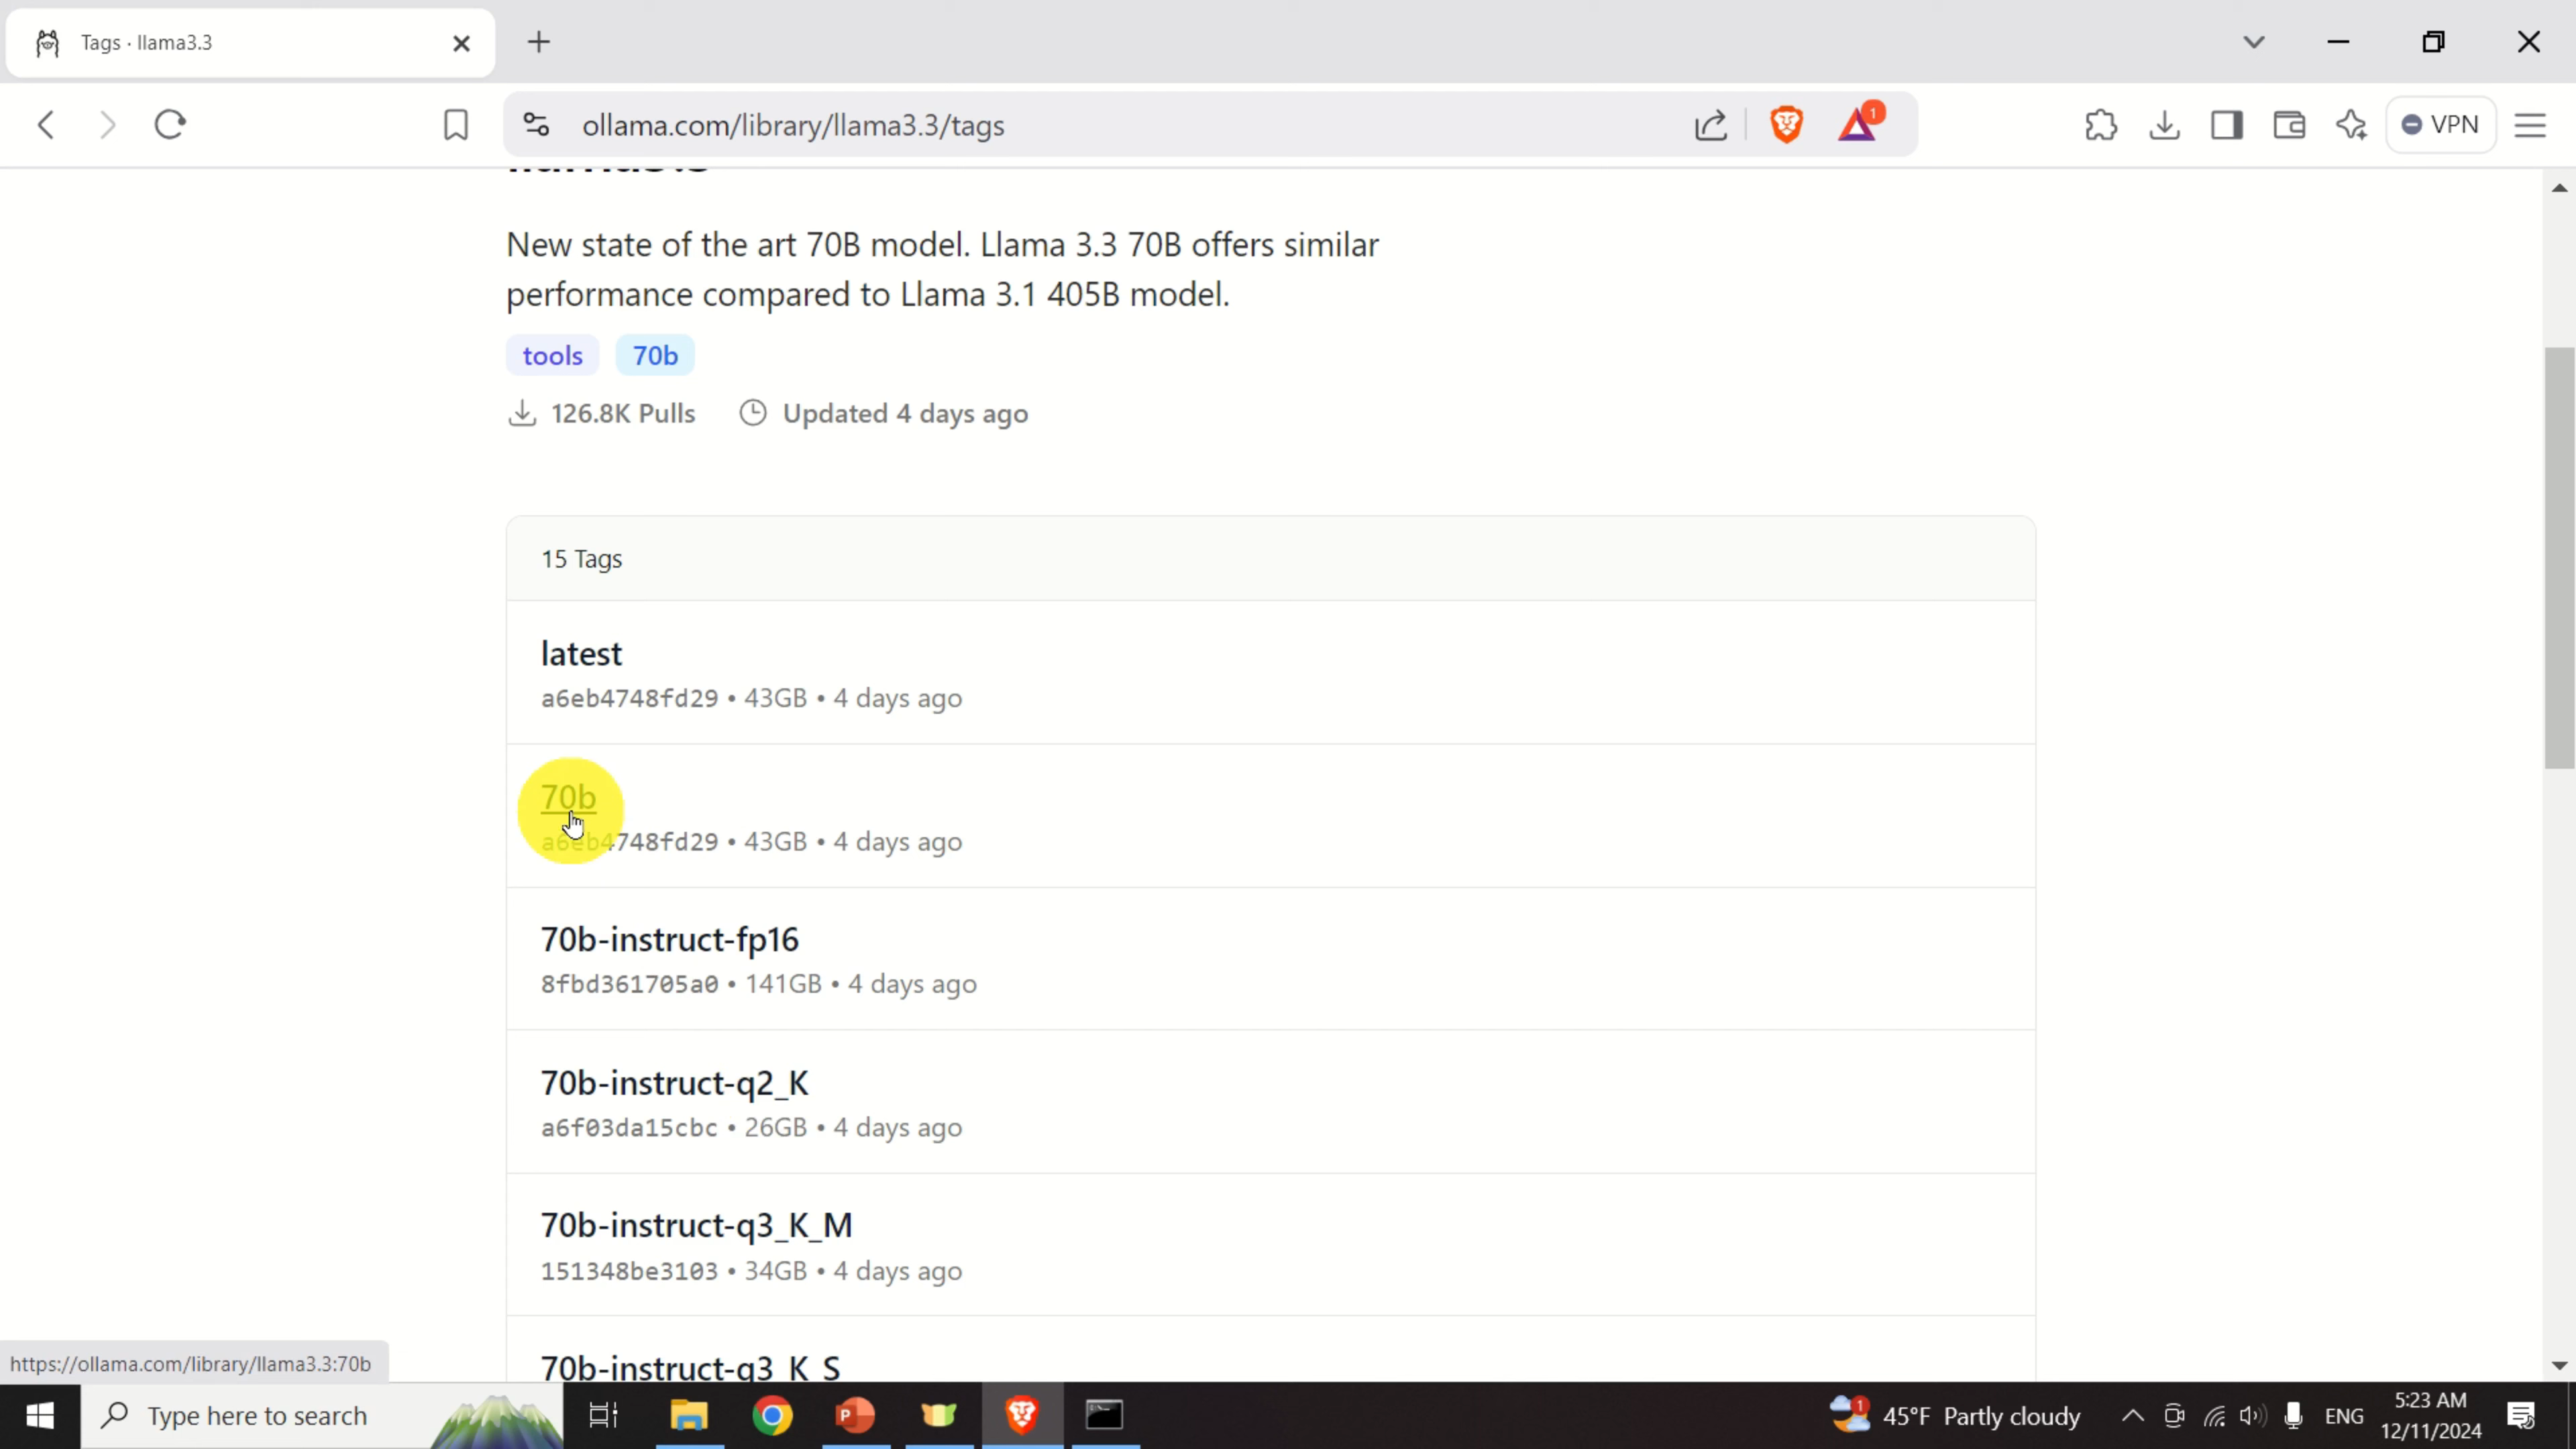 Tags · llama3.3
ollama.com/library/llama3.3/tags
1
VPN
llama3.3
New state of the art 70B model. Llama 3.3 70B offers similar
performance compared to Llama 3.1 405B model.
tools 70b
126.8K Pulls Updated 4 days ago
15 Tags
latest
a6eb4748fd29 • 43GB • 4 days ago
70b
a6eb4748fd29 • 43GB • 4 days ago
70b-instruct-fp16
8fbd361705a0 • 141GB • 4 days ago
70b-instruct-q2_K
a6f03da15cbc • 26GB • 4 days ago
70b-instruct-q3_K_M
151348be3103 • 34GB • 4 days ago
70b-instruct-q3_K_S
https://ollama.com/library/llama3.3:70b
Type here to search
P
1
45°F Partly cloudy
ENG
5:23 AM
12/11/2024